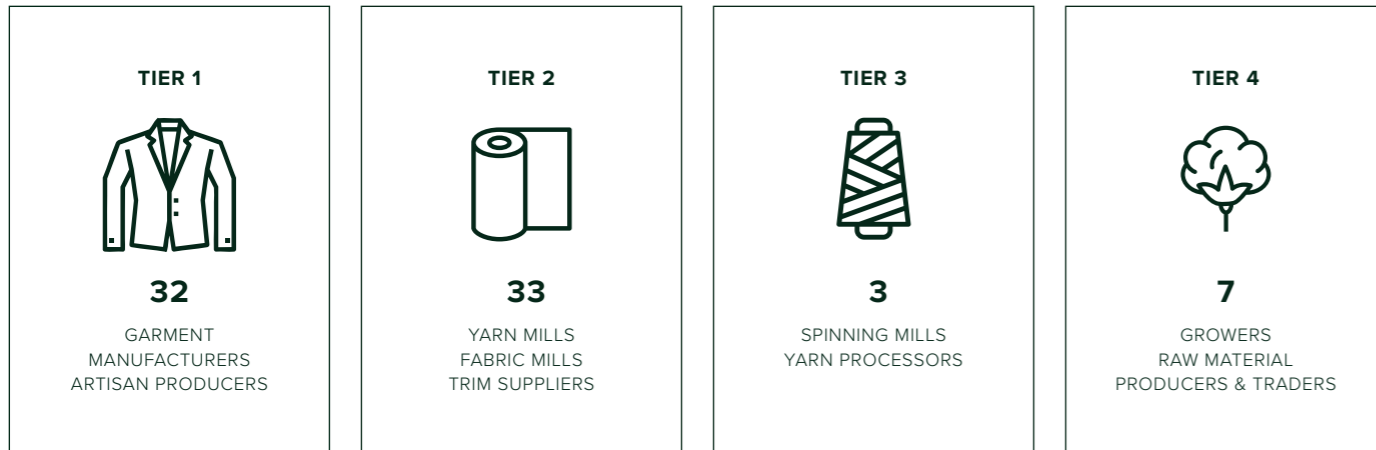 TIER 1
32
GARMENT
MANUFACTURERS
ARTISAN PRODUCERS
TIER 2
33
YARN MILLS
FABRIC MILLS
TRIM SUPPLIERS
TIER 3
3
SPINNING MILLS
YARN PROCESSORS
TIER 4
7
GROWERS
RAW MATERIAL
PRODUCERS & TRADERS